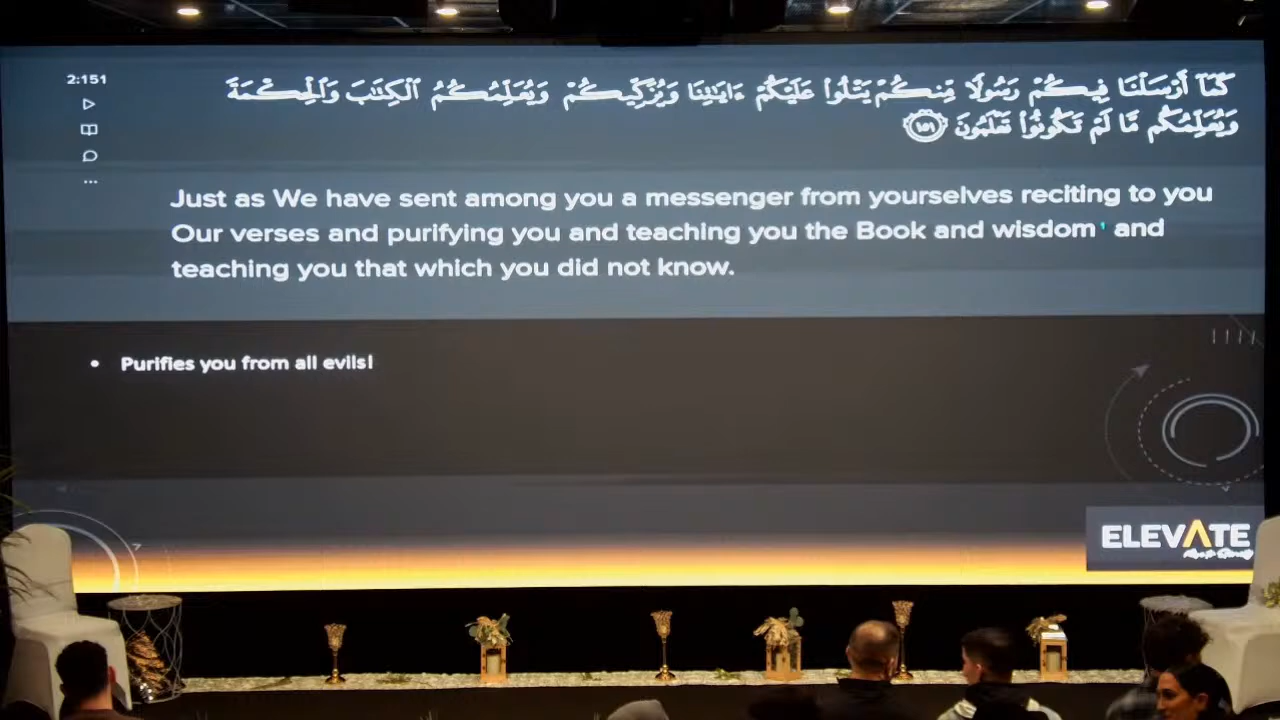 2:151
كَمَآ أَرْسَلْنَا فِيكُمْ رَسُولًا مِّنكُمْ يَتْلُوا۟ عَلَيْكُمْ ءَايَـٰتِنَا وَيُزَكِّيكُمْ وَيُعَلِّمُكُمُ ٱلْكِتَـٰبَ وَٱلْحِكْمَةَ
وَيُعَلِّمُكُم مَّا لَمْ تَكُونُوا۟ تَعْلَمُونَ ١٥١
Just as We have sent among you a messenger from yourselves reciting to you
Our verses and purifying you and teaching you the Book and wisdom¹ and
teaching you that which you did not know.
• Purifies you from all evils!
ELEVATE